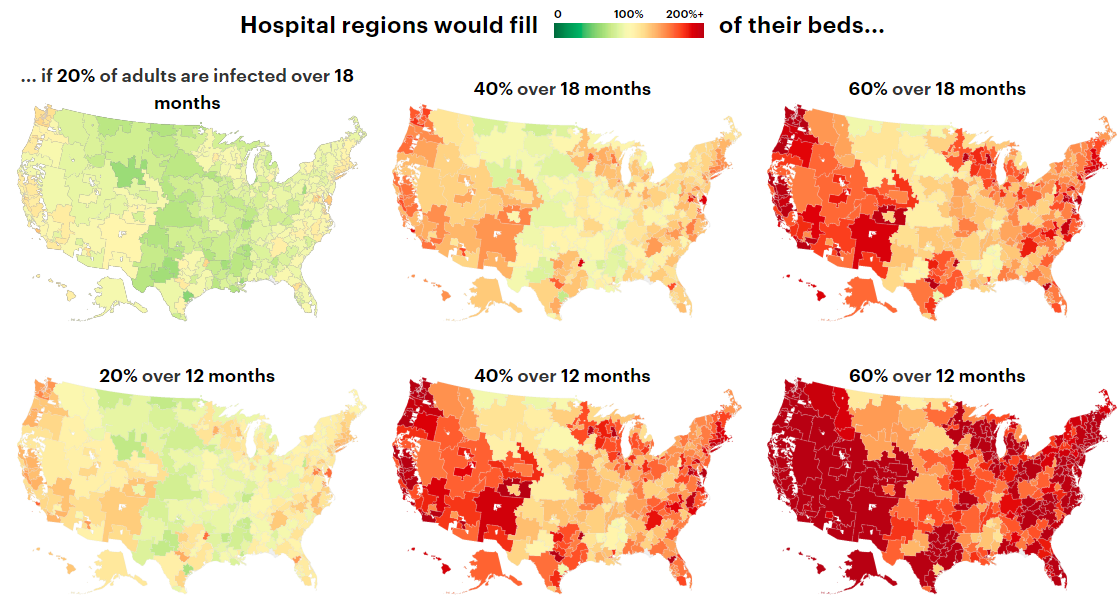 Hospital regions would fill 0 100% 200%+ of their beds...
... if 20% of adults are infected over 18
months
40% over 18 months
60% over 18 months
20% over 12 months
40% over 12 months
60% over 12 months